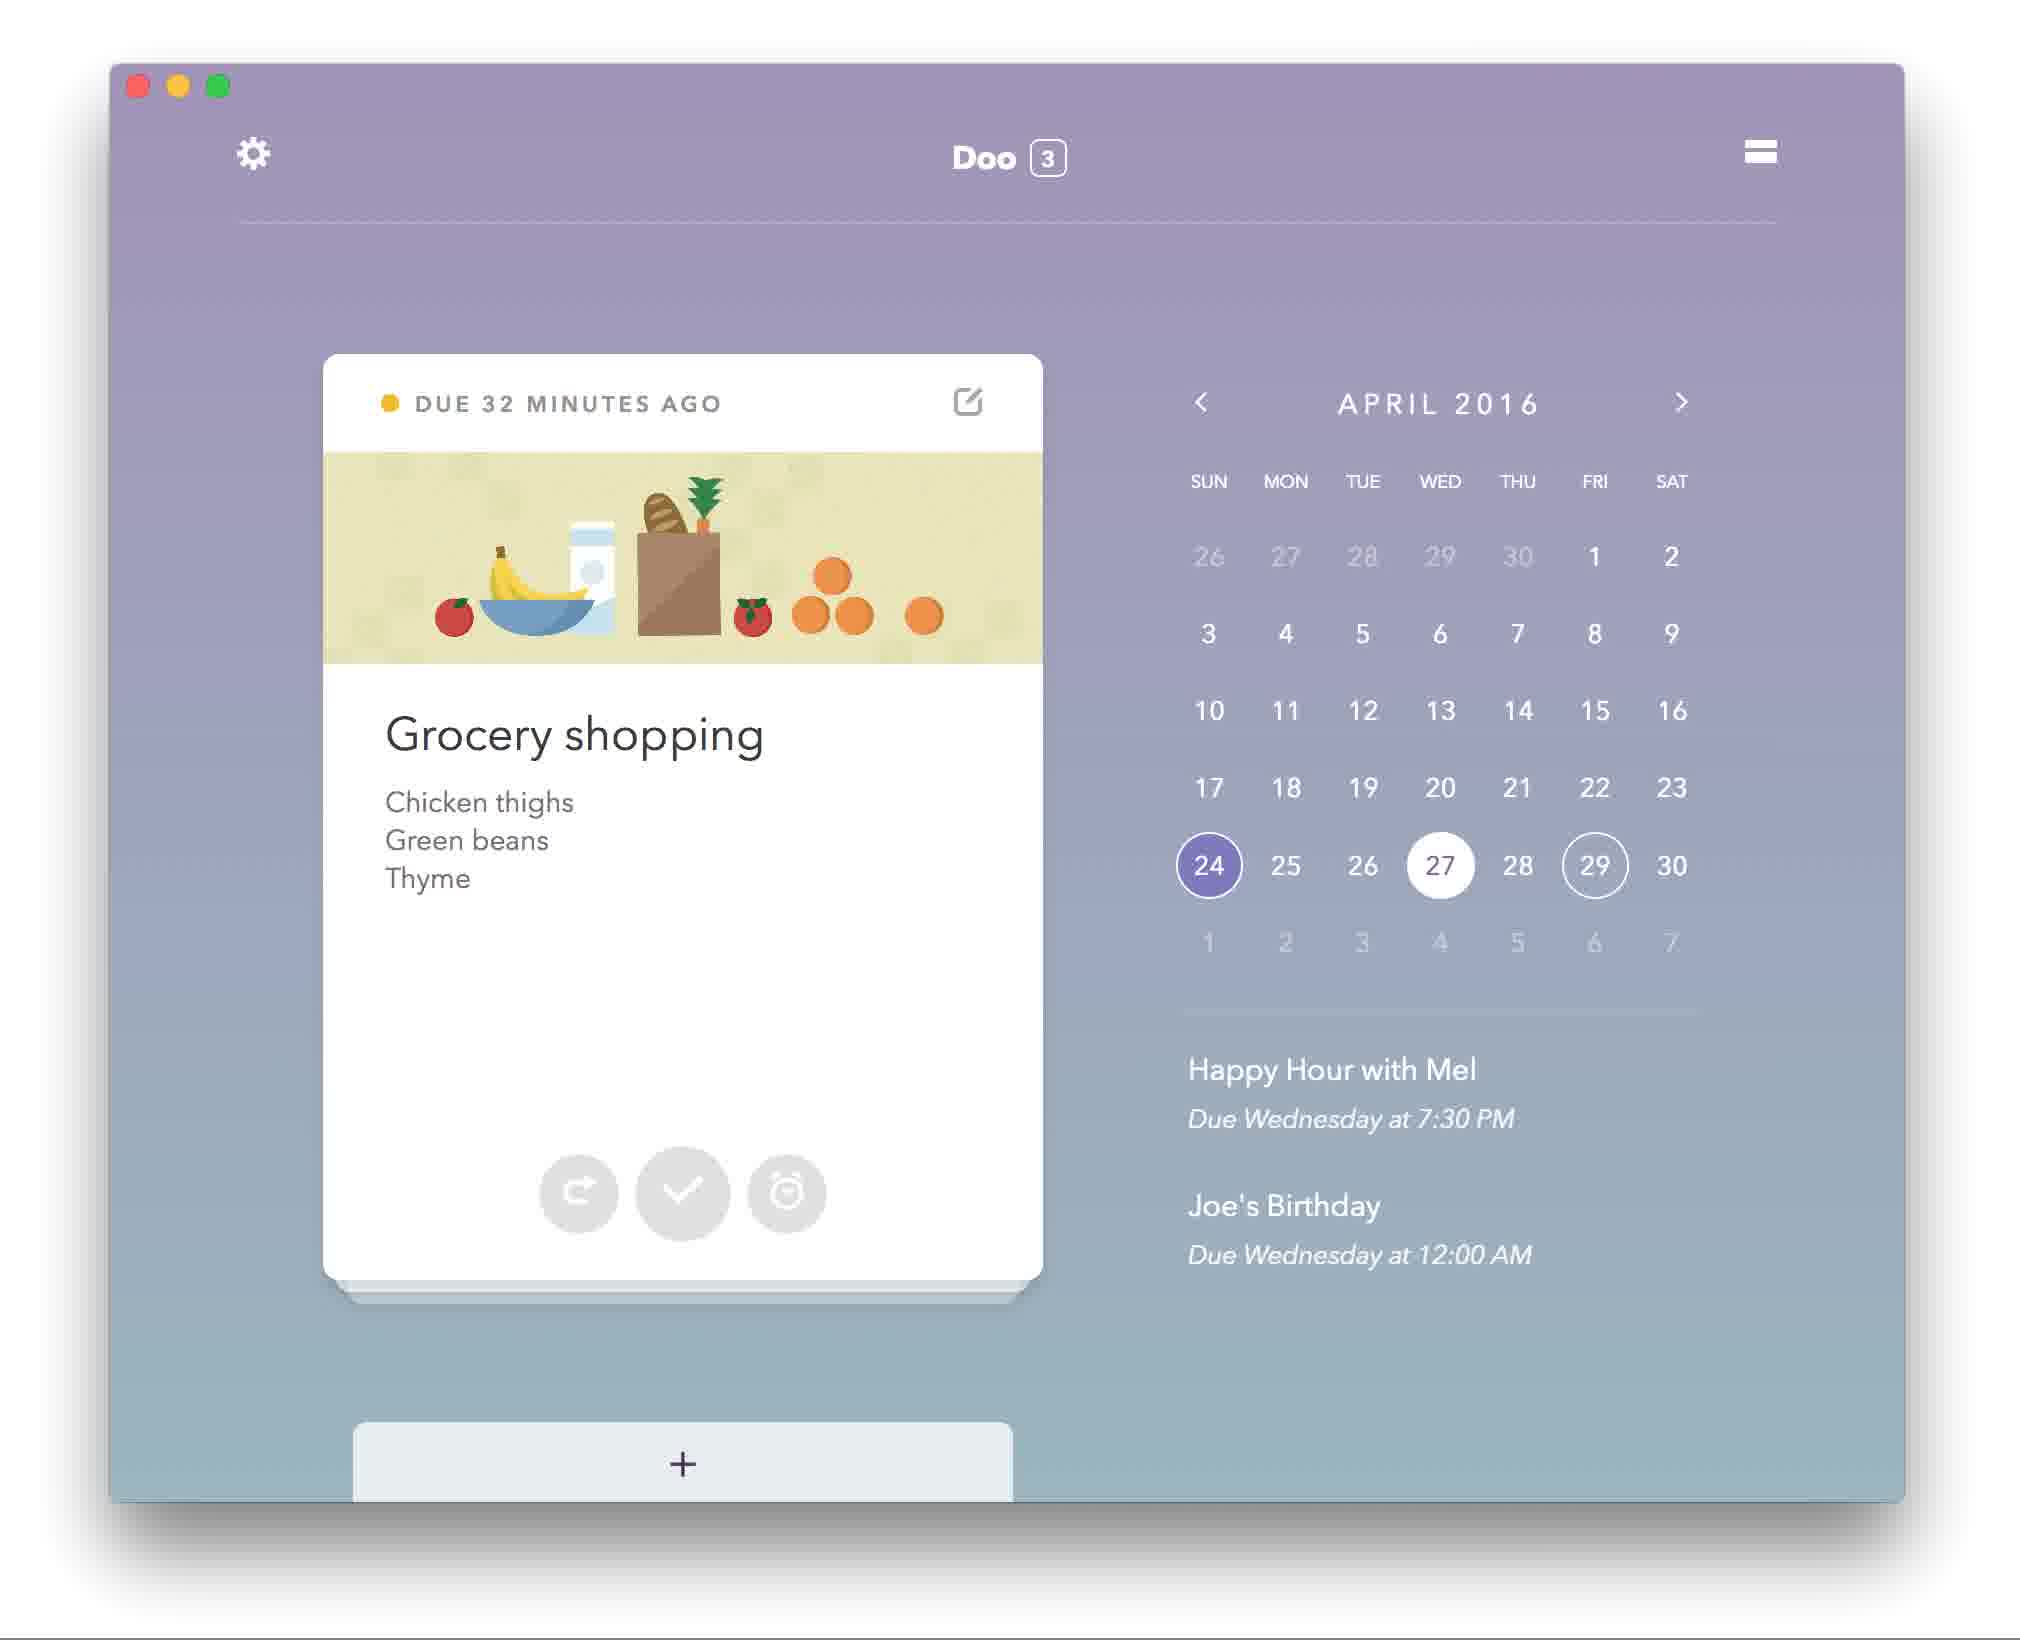 Doo 3
DUE 32 MINUTES AGO
Grocery shopping
Chicken thighs
Green beans
Thyme
+
< APRIL 2016 >
SUN MON TUE WED THU FRI SAT
26 27 28 29 30 1 2
3 4 5 6 7 8 9
10 11 12 13 14 15 16
17 18 19 20 21 22 23
24 25 26 27 28 29 30
1 2 3 4 5 6 7
Happy Hour with Mel
Due Wednesday at 7:30 PM
Joe's Birthday
Due Wednesday at 12:00 AM